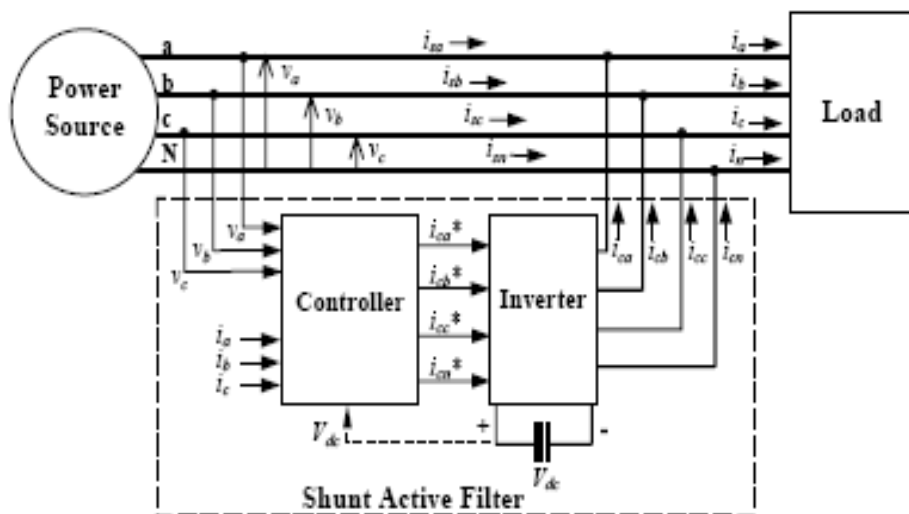 a i_sa i_a
v_a
b i_sb i_b
Power Source
v_b
c i_sc i_c
Load
N i_sn i_n
v_c
v_a
v_b
v_c
i_ca* i_ca i_cb i_cc i_cn
i_cb*
Controller
Inverter
i_a
i_cc*
i_b
i_c
i_cn*
V_dc
+ -
V_dc
Shunt Active Filter